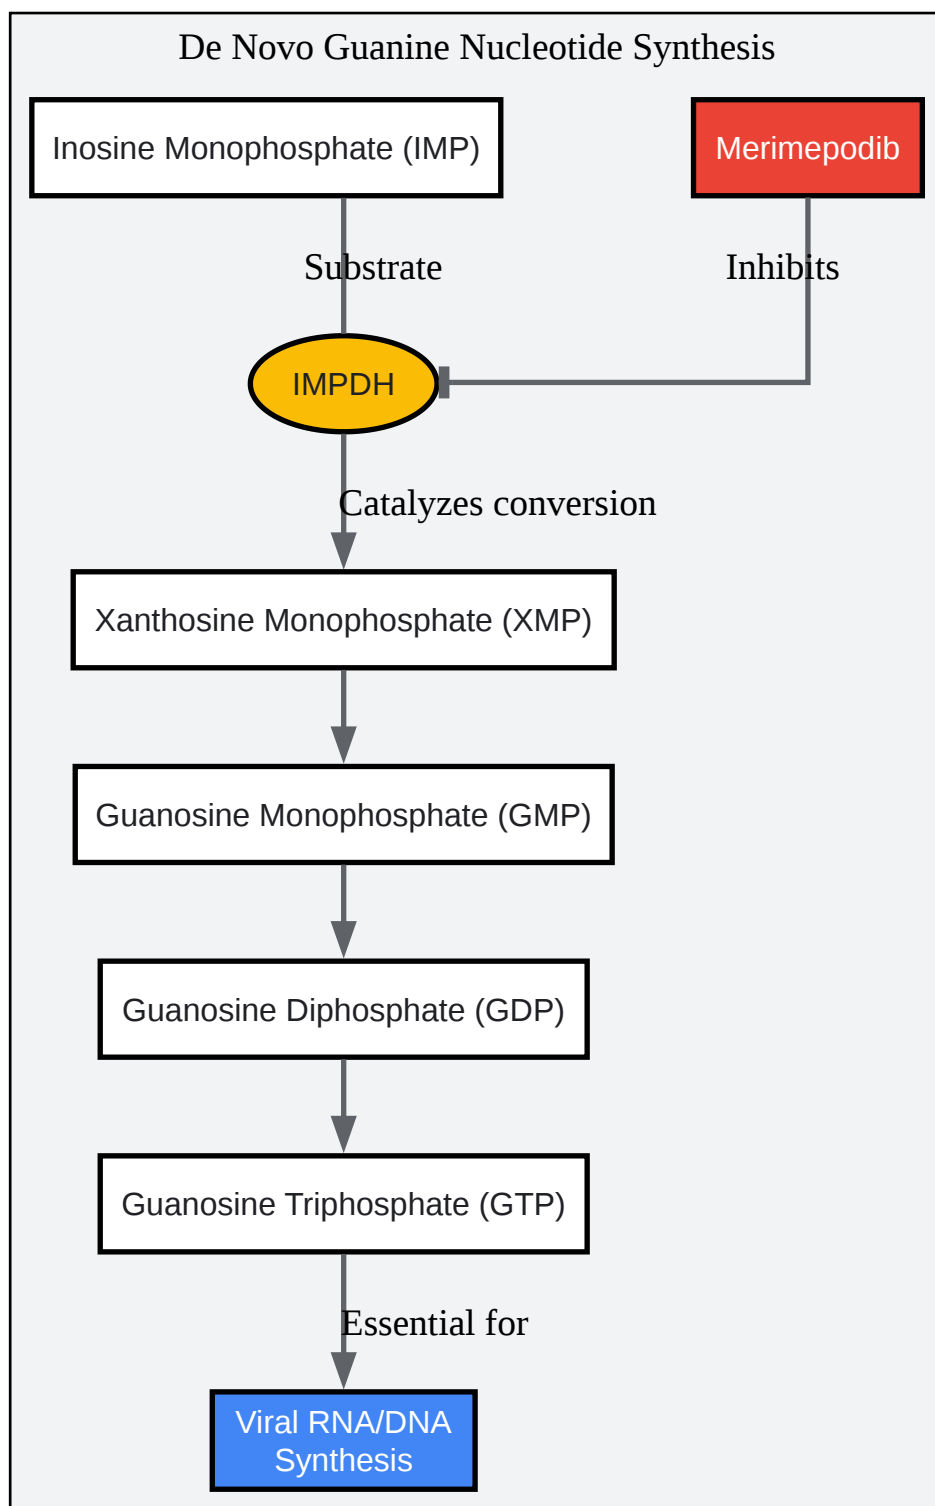 De Novo Guanine Nucleotide Synthesis
Inosine Monophosphate (IMP)
Merimepodib
Substrate
Inhibits
IMPDH
Catalyzes conversion
Xanthosine Monophosphate (XMP)
Guanosine Monophosphate (GMP)
Guanosine Diphosphate (GDP)
Guanosine Triphosphate (GTP)
Essential for
Viral RNA/DNA
Synthesis